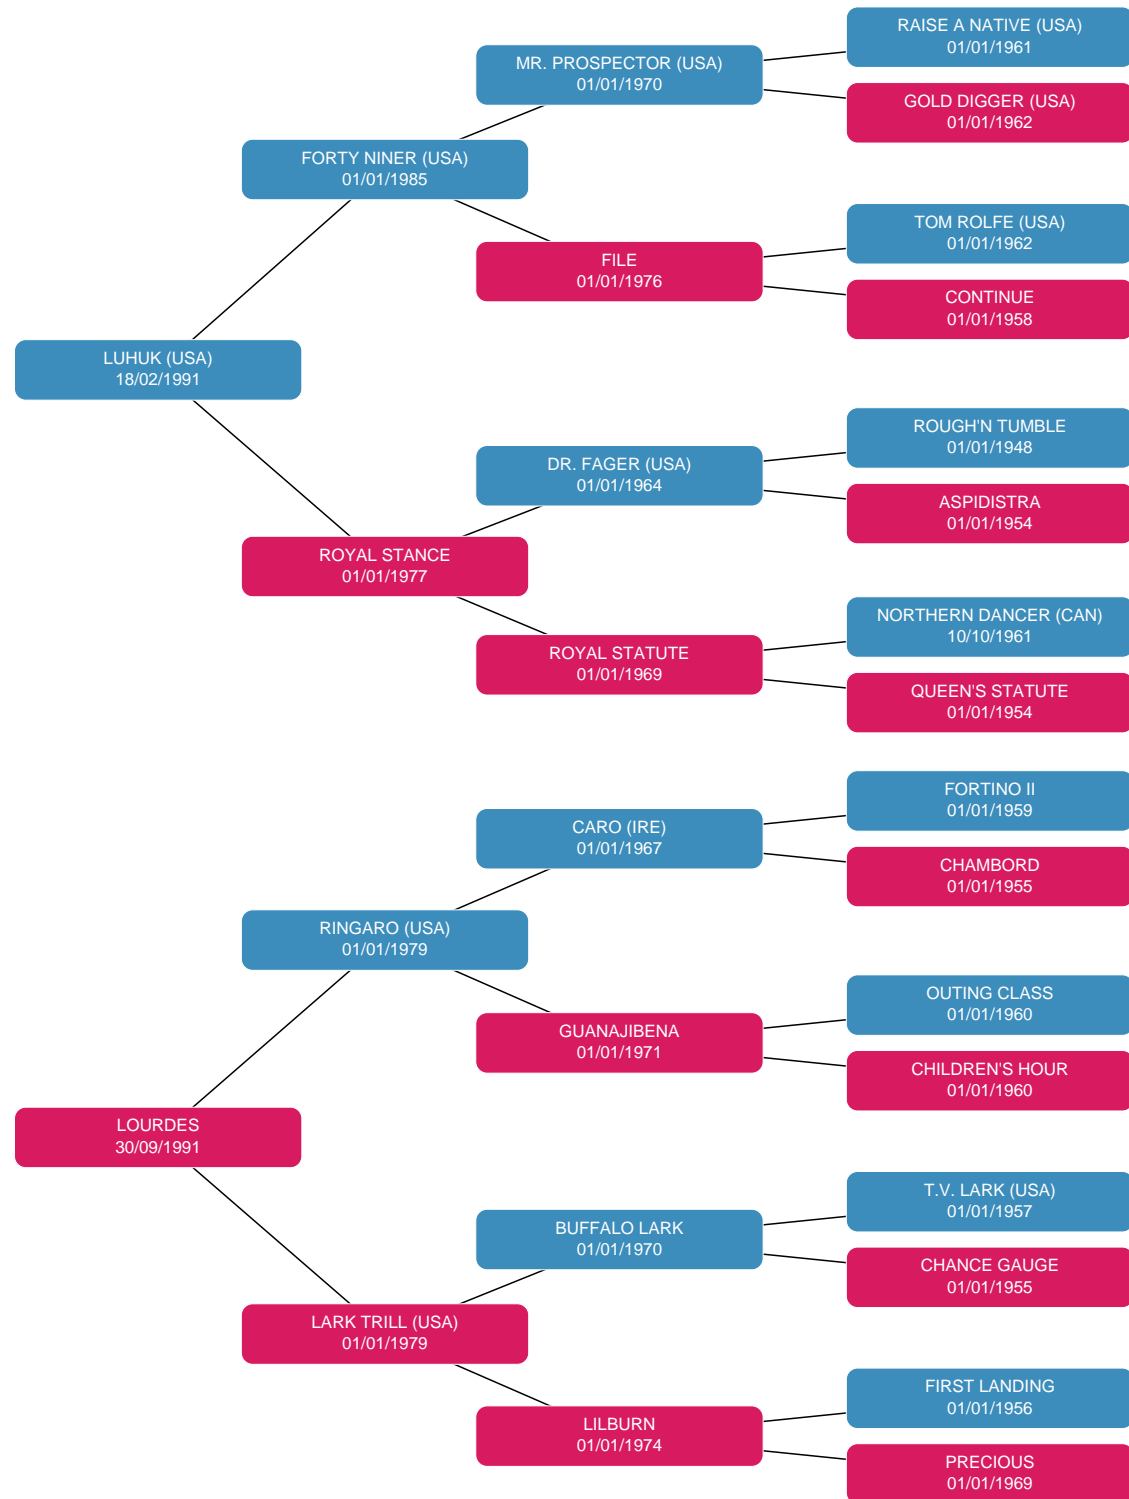 RAISE A NATIVE (USA)
01/01/1961
MR. PROSPECTOR (USA)
01/01/1970
GOLD DIGGER (USA)
01/01/1962
FORTY NINER (USA)
01/01/1985
TOM ROLFE (USA)
01/01/1962
FILE
01/01/1976
CONTINUE
01/01/1958
LUHUK (USA)
18/02/1991
ROUGH'N TUMBLE
01/01/1948
DR. FAGER (USA)
01/01/1964
ASPIDISTRA
01/01/1954
ROYAL STANCE
01/01/1977
NORTHERN DANCER (CAN)
10/10/1961
ROYAL STATUTE
01/01/1969
QUEEN'S STATUTE
01/01/1954
FORTINO II
01/01/1959
CARO (IRE)
01/01/1967
CHAMBORD
01/01/1955
RINGARO (USA)
01/01/1979
OUTING CLASS
01/01/1960
GUANAJIBENA
01/01/1971
CHILDREN'S HOUR
01/01/1960
LOURDES
30/09/1991
T.V. LARK (USA)
01/01/1957
BUFFALO LARK
01/01/1970
CHANCE GAUGE
01/01/1955
LARK TRILL (USA)
01/01/1979
FIRST LANDING
01/01/1956
LILBURN
01/01/1974
PRECIOUS
01/01/1969